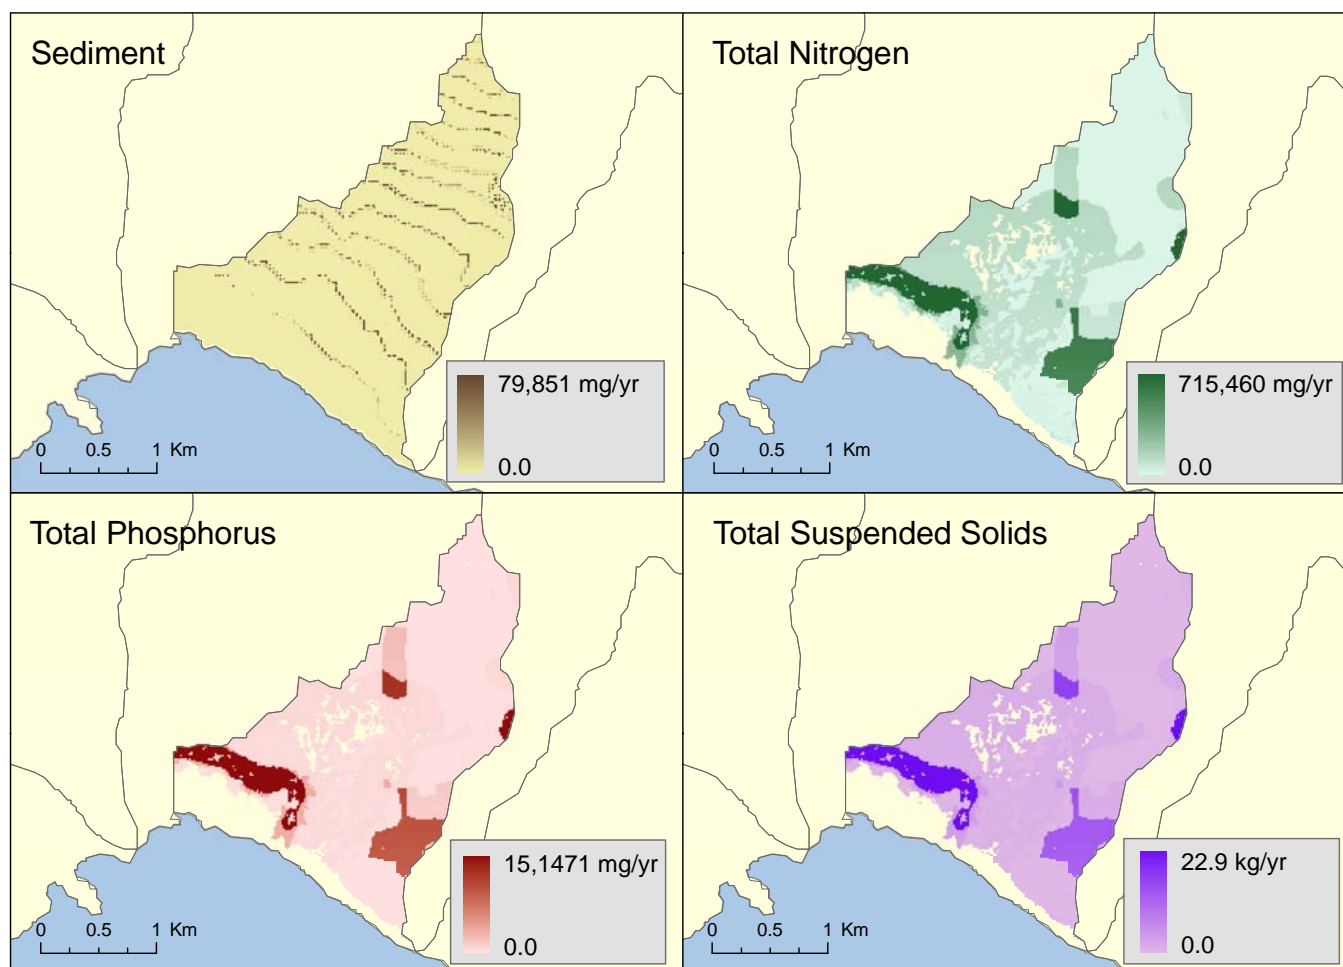 Sediment
79,851 mg/yr
0.0
0 0.5 1 Km
Total Nitrogen
715,460 mg/yr
0.0
0 0.5 1 Km
Total Phosphorus
15,1471 mg/yr
0.0
0 0.5 1 Km
Total Suspended Solids
22.9 kg/yr
0.0
0 0.5 1 Km